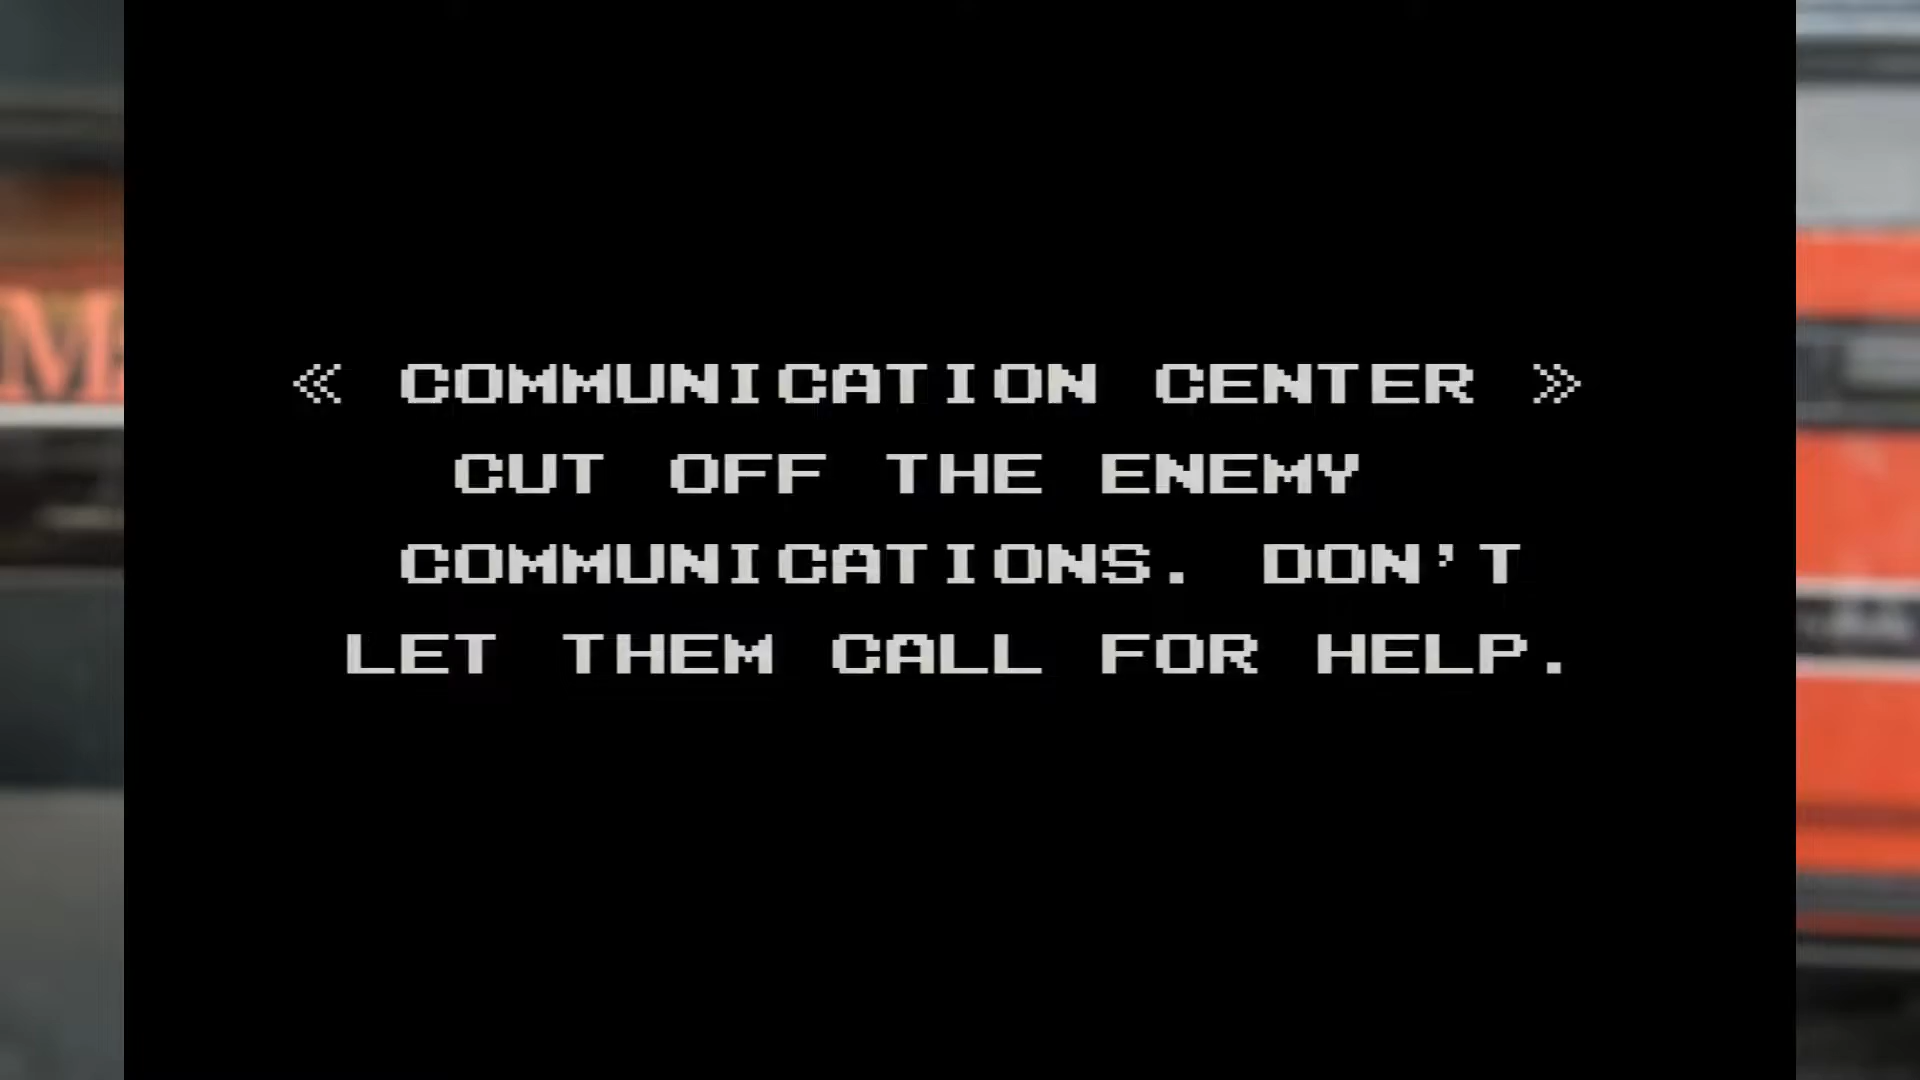 « COMMUNICATION CENTER »
CUT OFF THE ENEMY
COMMUNICATIONS. DON'T
LET THEM CALL FOR HELP.